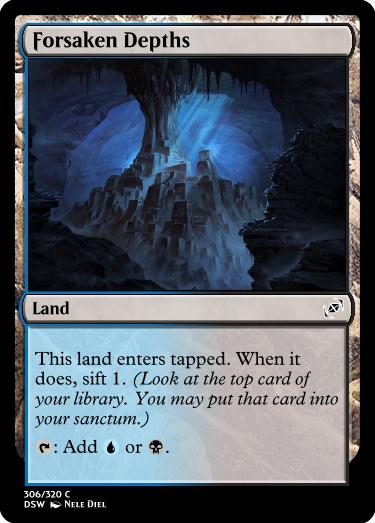 Forsaken Depths
Land
This land enters tapped. When it
does, sift 1. (Look at the top card of
your library. You may put that card into
your sanctum.)
: Add or .
306/320 C
DSW NELE DIEL